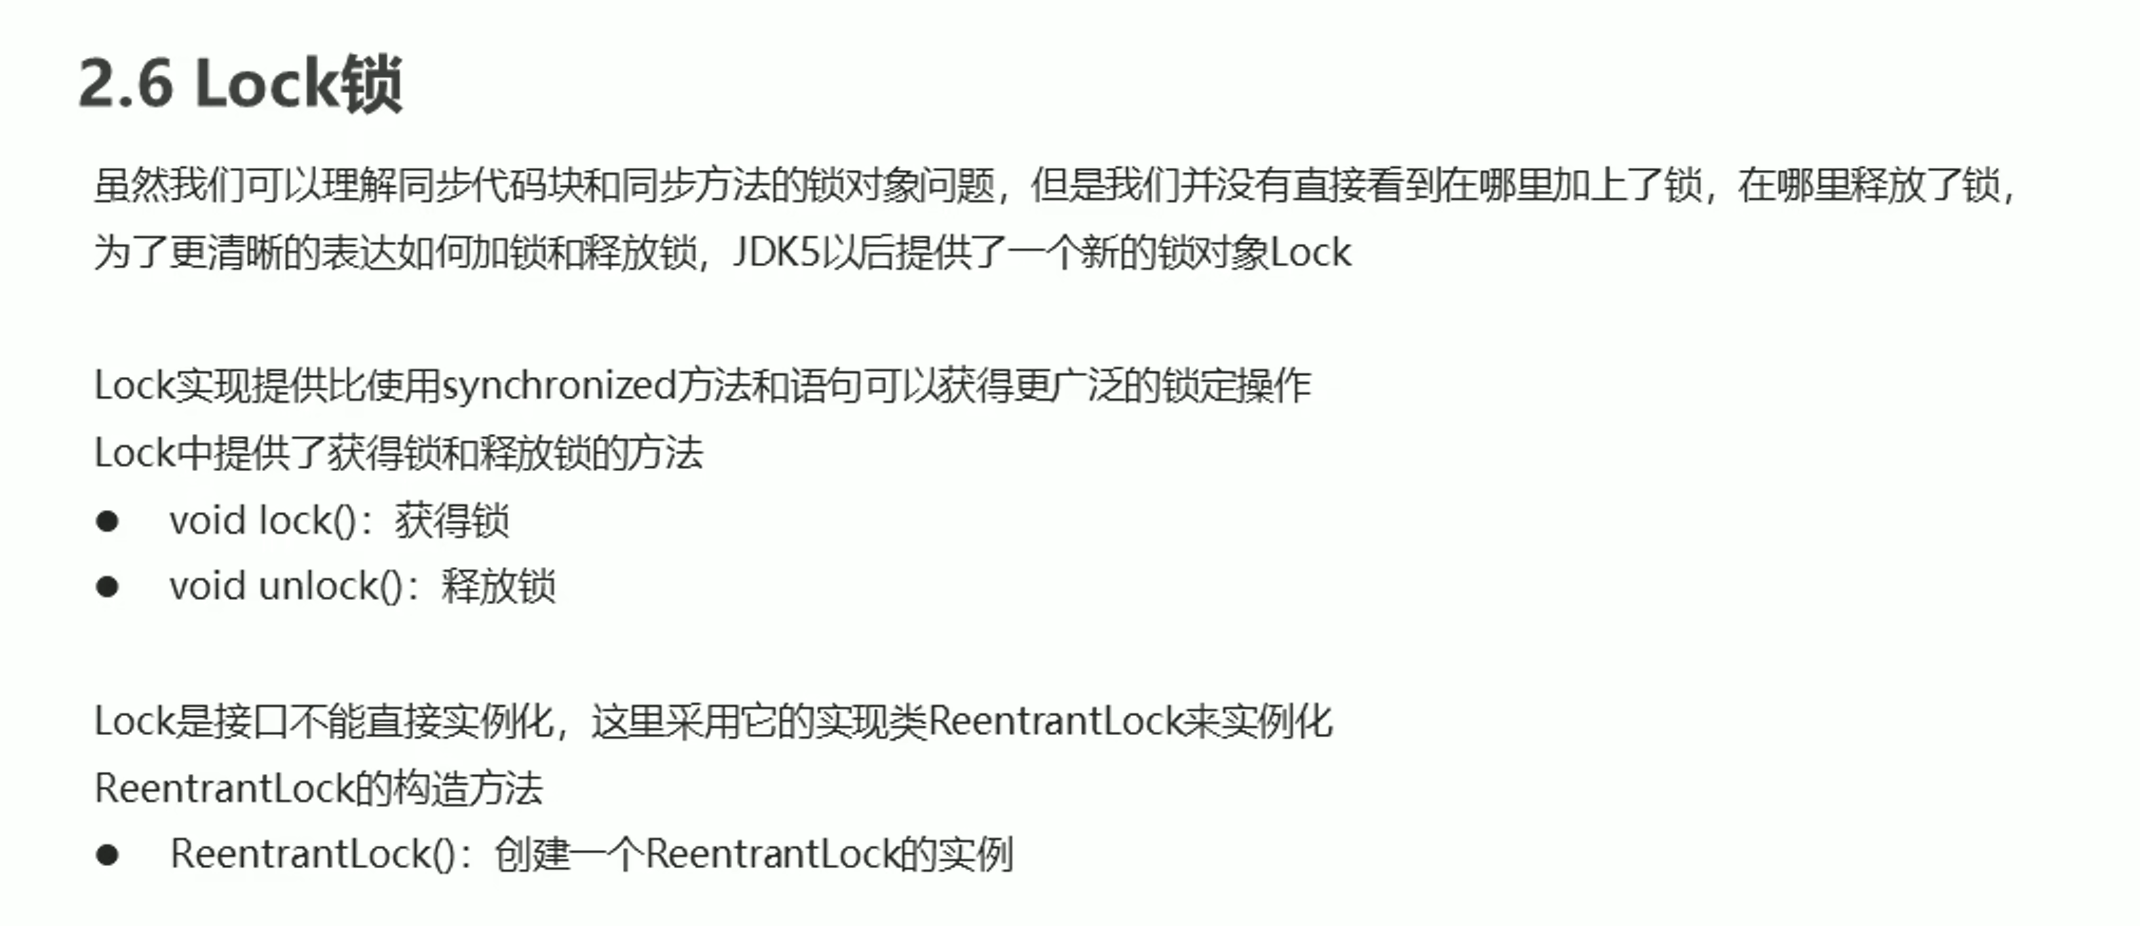 2.6 Lock锁
虽然我们可以理解同步代码块和同步方法的锁对象问题，但是我们并没有直接看到在哪里加上了锁，在哪里释放了锁，
为了更清晰的表达如何加锁和释放锁，JDK5以后提供了一个新的锁对象Lock
Lock实现提供比使用synchronized方法和语句可以获得更广泛的锁定操作
Lock中提供了获得锁和释放锁的方法
● void lock()：获得锁
● void unlock()：释放锁
Lock是接口不能直接实例化，这里采用它的实现类ReentrantLock来实例化
ReentrantLock的构造方法
● ReentrantLock()：创建一个ReentrantLock的实例